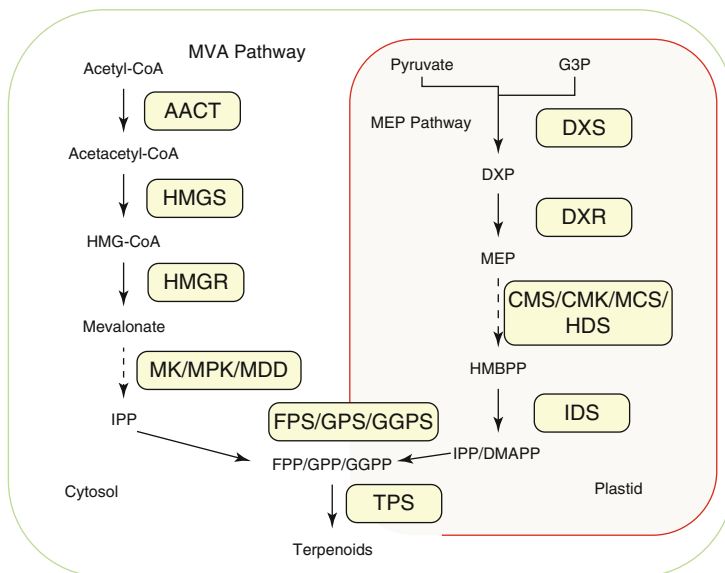 MVA Pathway
Acetyl-CoA
AACT
Acetacetyl-CoA
HMGS
HMG-CoA
HMGR
Mevalonate
MK/MPK/MDD
IPP
Pyruvate
G3P
MEP Pathway
DXS
DXP
DXR
MEP
CMS/CMK/MCS/
HDS
HMBPP
IDS
IPP/DMAPP
FPS/GPS/GGPS
FPP/GPP/GGPP
TPS
Terpenoids
Cytosol
Plastid